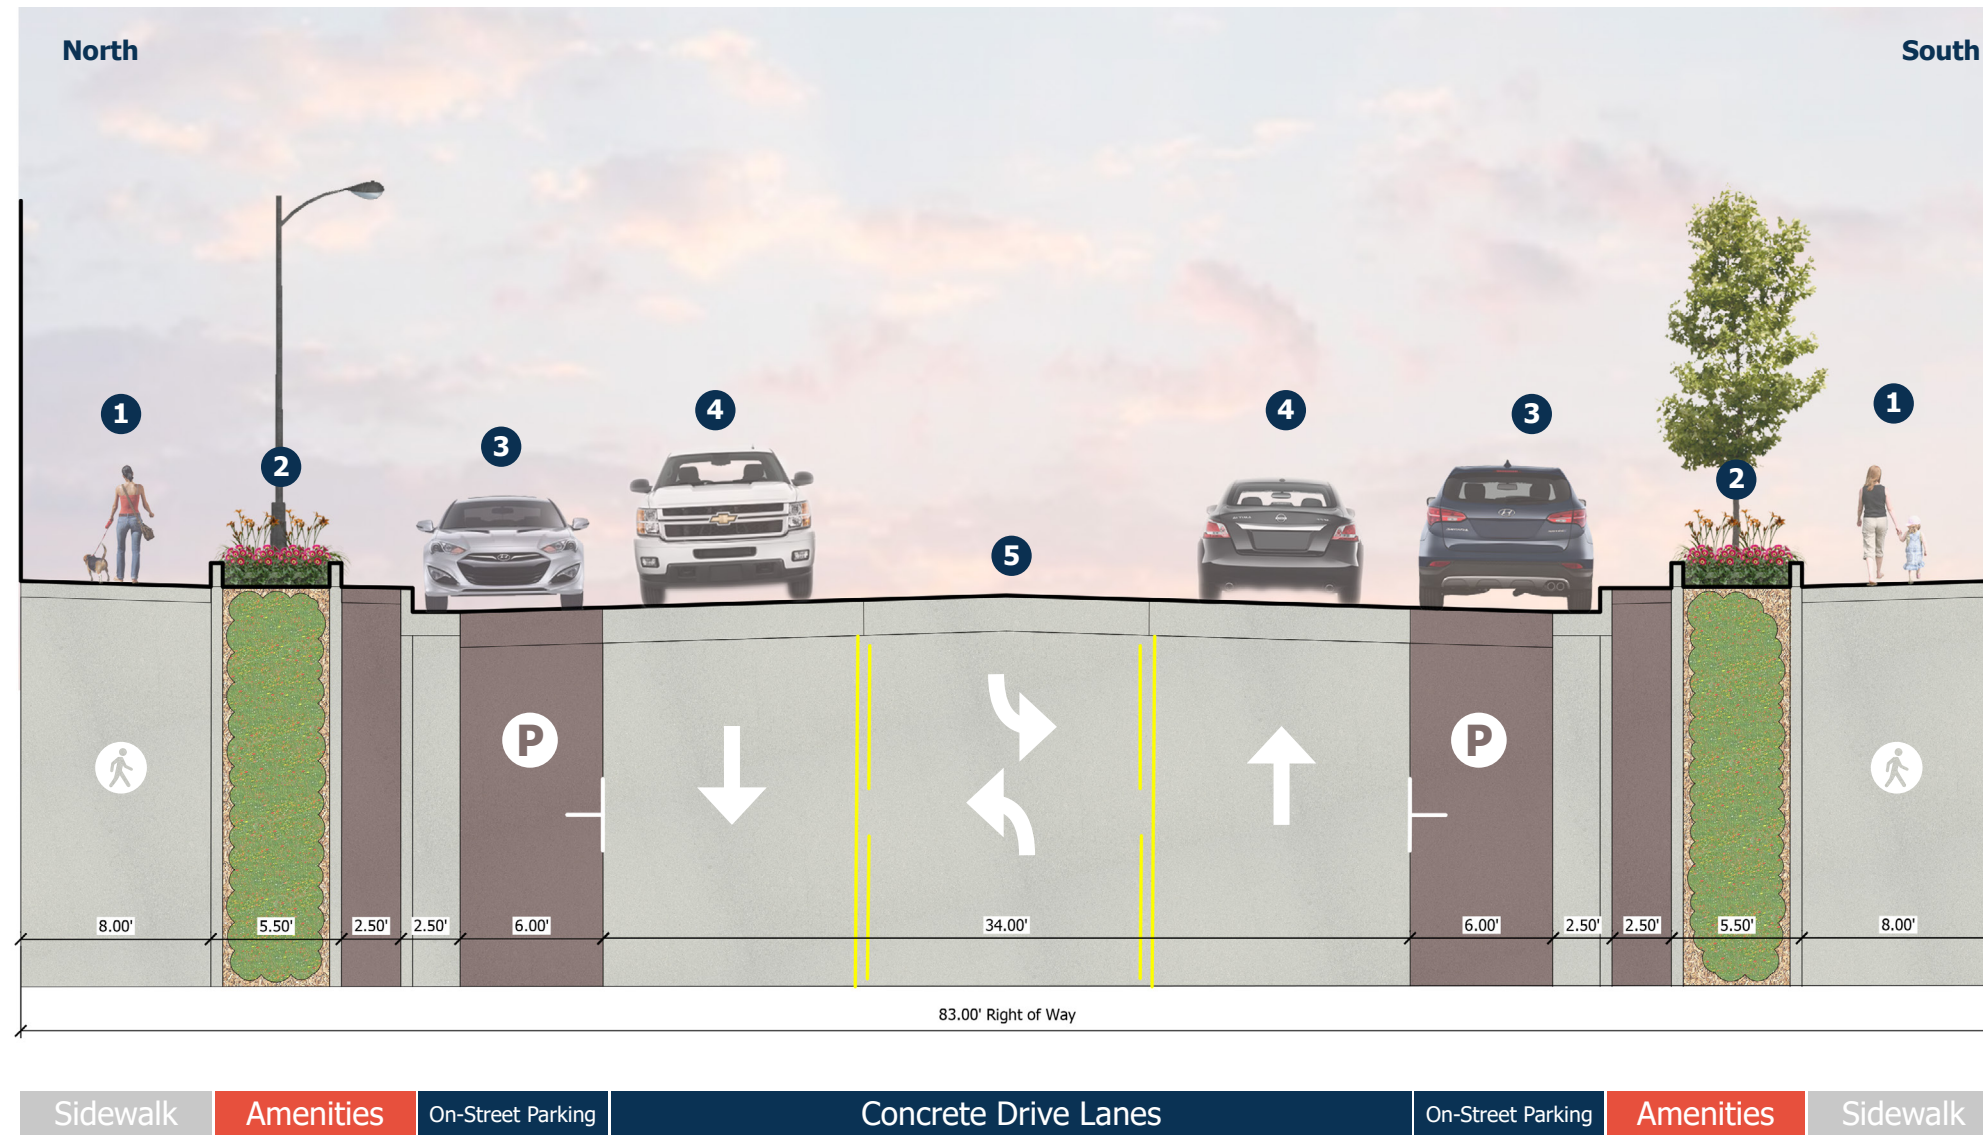 North
South
1
2
3
4
5
4
3
2
1
P
P
8.00'
5.50'
2.50'
2.50'
6.00'
34.00'
6.00'
2.50'
2.50'
5.50'
8.00'
83.00' Right of Way
Sidewalk
Amenities
On-Street Parking
Concrete Drive Lanes
On-Street Parking
Amenities
Sidewalk